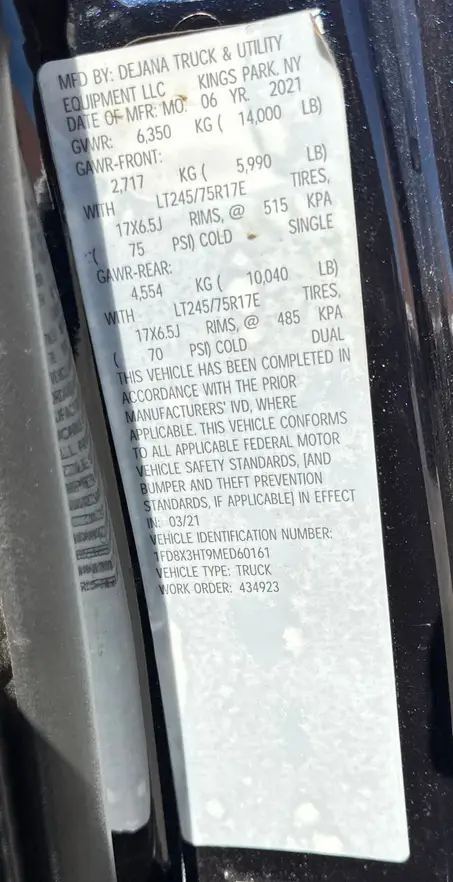 MFD BY: DEJANA TRUCK & UTILITY
EQUIPMENT LLC KINGS PARK, NY
DATE OF MFR: MO: 06 YR. 2021
GVWR: 6,350 KG ( 14,000 LB)
GAWR-FRONT:
2,717 KG ( 5,990 LB)
WITH LT245/75R17E TIRES,
17X6.5J RIMS, @ 515 KPA
( 75 PSI) COLD SINGLE
GAWR-REAR:
4,554 KG ( 10,040 LB)
WITH LT245/75R17E TIRES,
17X6.5J RIMS, @ 485 KPA
( 70 PSI) COLD DUAL
THIS VEHICLE HAS BEEN COMPLETED IN
ACCORDANCE WITH THE PRIOR
MANUFACTURERS' IVD, WHERE
APPLICABLE. THIS VEHICLE CONFORMS
TO ALL APPLICABLE FEDERAL MOTOR
VEHICLE SAFETY STANDARDS, [AND
BUMPER AND THEFT PREVENTION
STANDARDS, IF APPLICABLE] IN EFFECT
IN: 03/21
VEHICLE IDENTIFICATION NUMBER:
1FD8X3HT9MED60161
VEHICLE TYPE: TRUCK
WORK ORDER: 434923